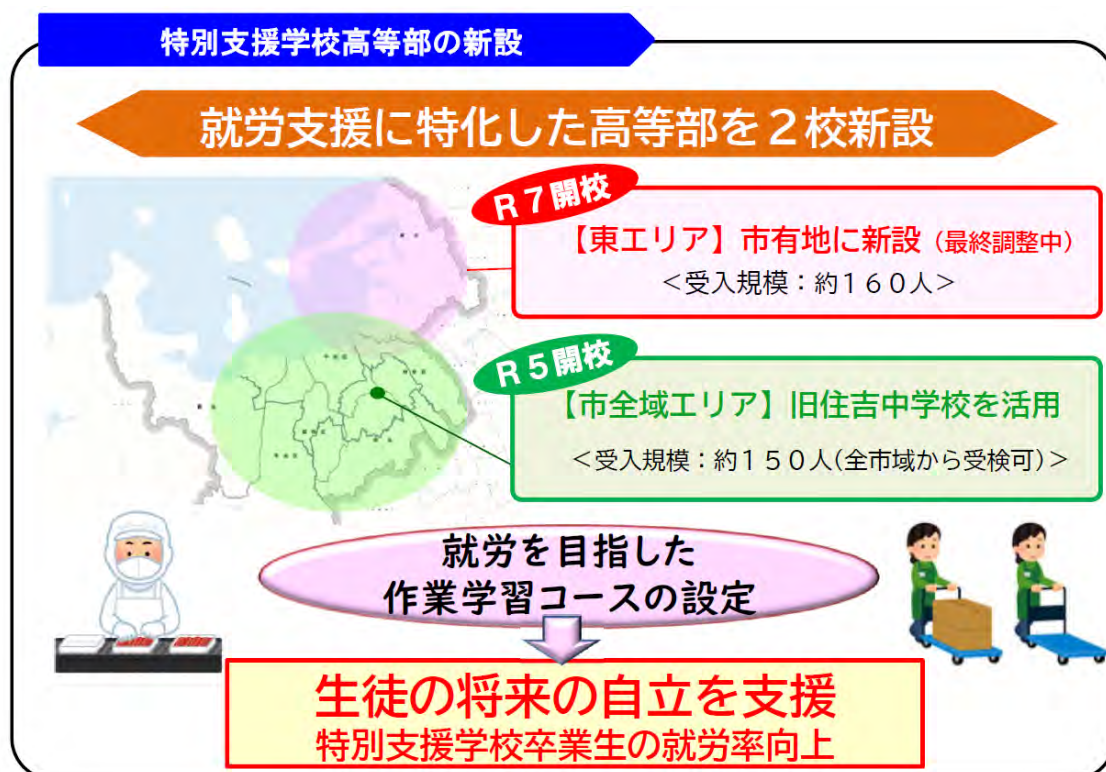 特別支援学校高等部の新設
就労支援に特化した高等部を２校新設
Ｒ７開校
【東エリア】市有地に新設（最終調整中）
＜受入規模：約１６０人＞
Ｒ５開校
【市全域エリア】旧住吉中学校を活用
＜受入規模：約１５０人(全市域から受検可)＞
就労を目指した
作業学習コースの設定
生徒の将来の自立を支援
特別支援学校卒業生の就労率向上